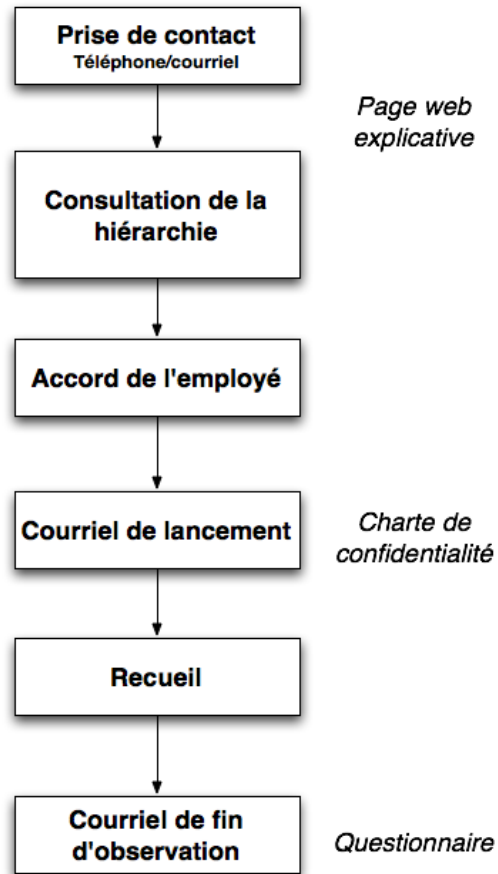 Prise de contact
Téléphone/courriel
Page web
explicative
Consultation de la
hiérarchie
Accord de l'employé
Courriel de lancement
Charte de
confidentialité
Recueil
Courriel de fin
d'observation
Questionnaire